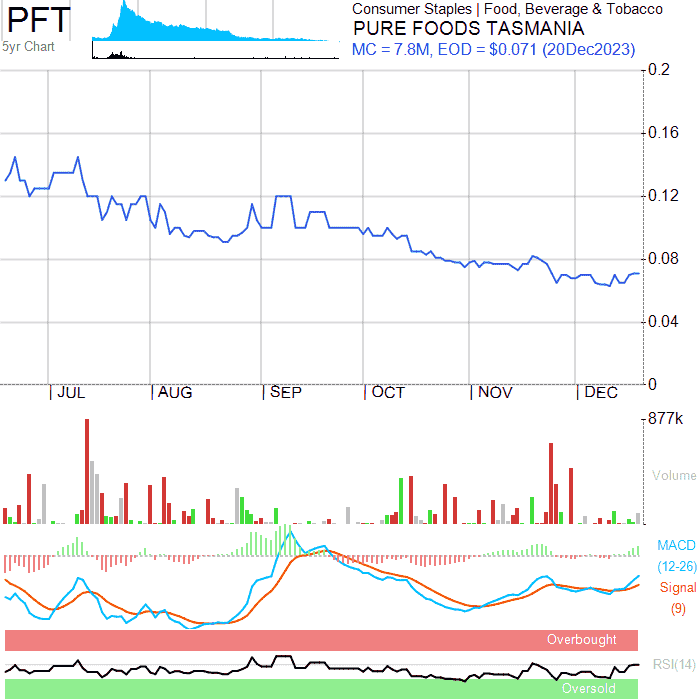 PFT
5yr Chart
Consumer Staples | Food, Beverage & Tobacco
PURE FOODS TASMANIA
MC = 7.8M, EOD = $0.071 (20Dec2023)
0.2
0.16
0.12
0.08
0.04
0
JUL AUG SEP OCT NOV DEC
877k
Volume
MACD
(12-26)
Signal
(9)
Overbought
RSI(14)
Oversold